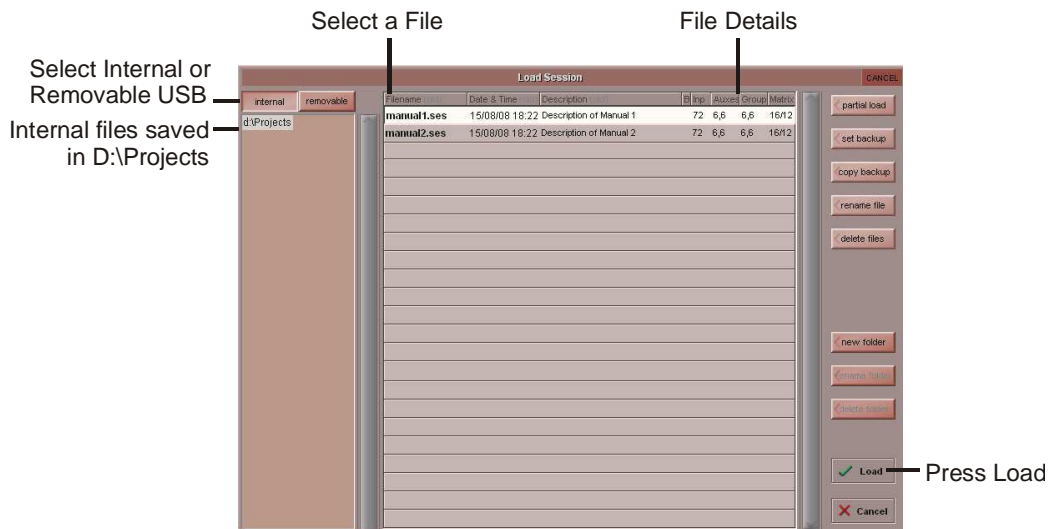 Select a File
File Details
Select Internal or
Removable USB
Internal files saved
in D:\Projects
Load Session
CANCEL
internal
removable
d:\Projects
Filename Date & Time Description B Inp Auxes Group Matrix
manual1.ses 15/08/08 18:22 Description of Manual 1 72 6,6 6,6 16/12
manual2.ses 15/08/08 18:22 Description of Manual 2 72 6,6 6,6 16/12
partial load
set backup
copy backup
rename file
delete files
new folder
rename folder
delete folder
Load
Cancel
Press Load